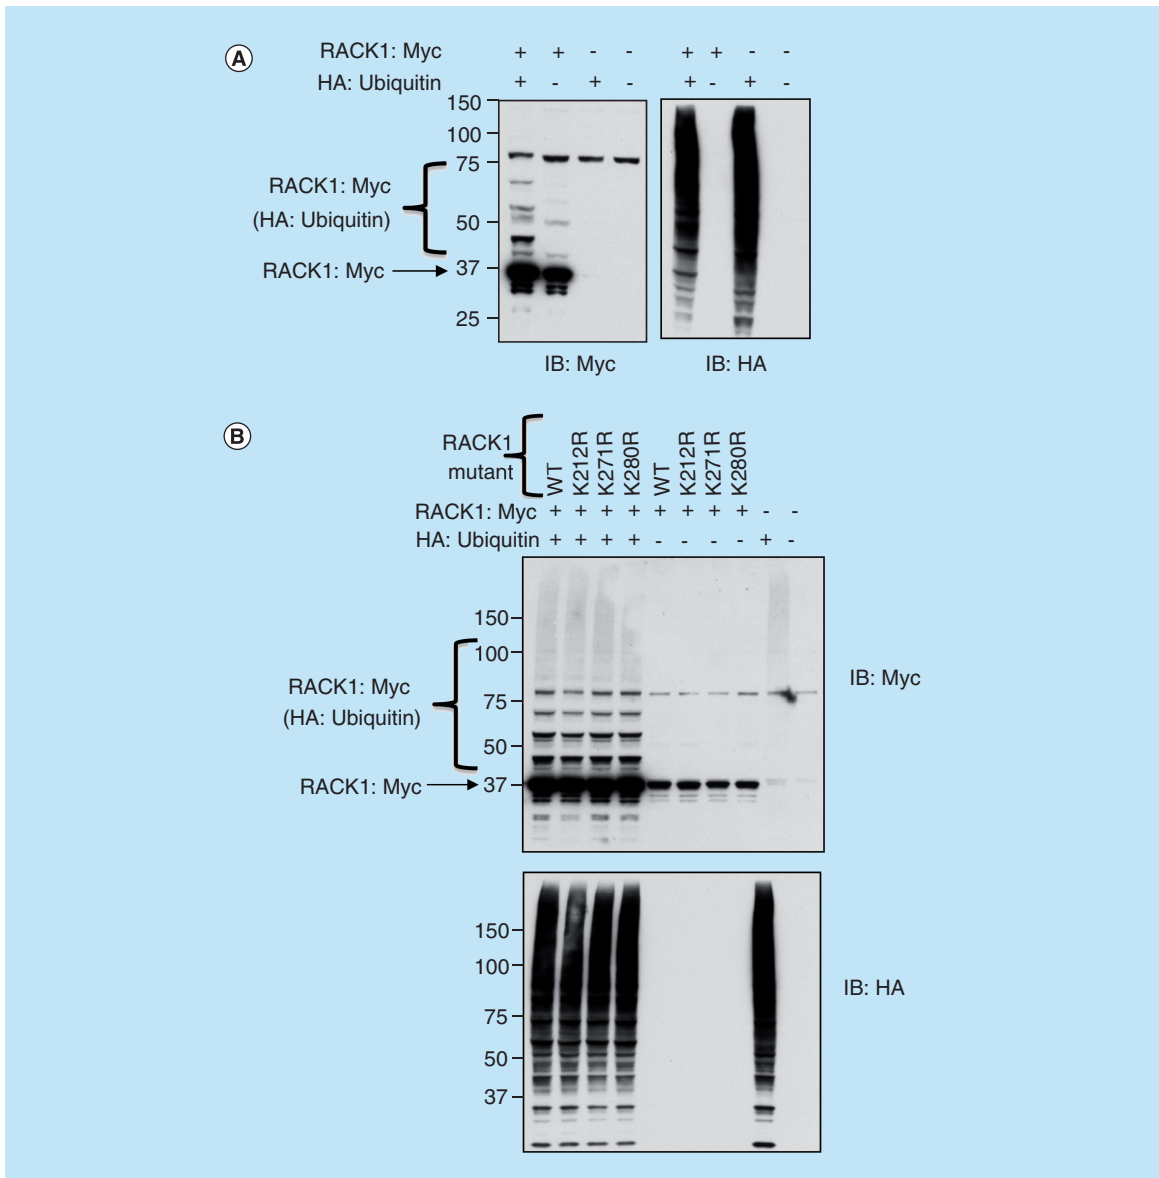 A
RACK1: Myc + + - - + + - -
HA: Ubiquitin + - + - + - + -
150
100
75
RACK1: Myc
(HA: Ubiquitin)
50
RACK1: Myc
37
25
IB: Myc IB: HA
B
RACK1
mutant
WT K212R K271R K280R WT K212R K271R K280R
RACK1: Myc + + + + + + + + - -
HA: Ubiquitin + + + + - - - - + -
150
100
RACK1: Myc
(HA: Ubiquitin)
75
50
RACK1: Myc
37
IB: Myc
150
100
75
50
37
IB: HA